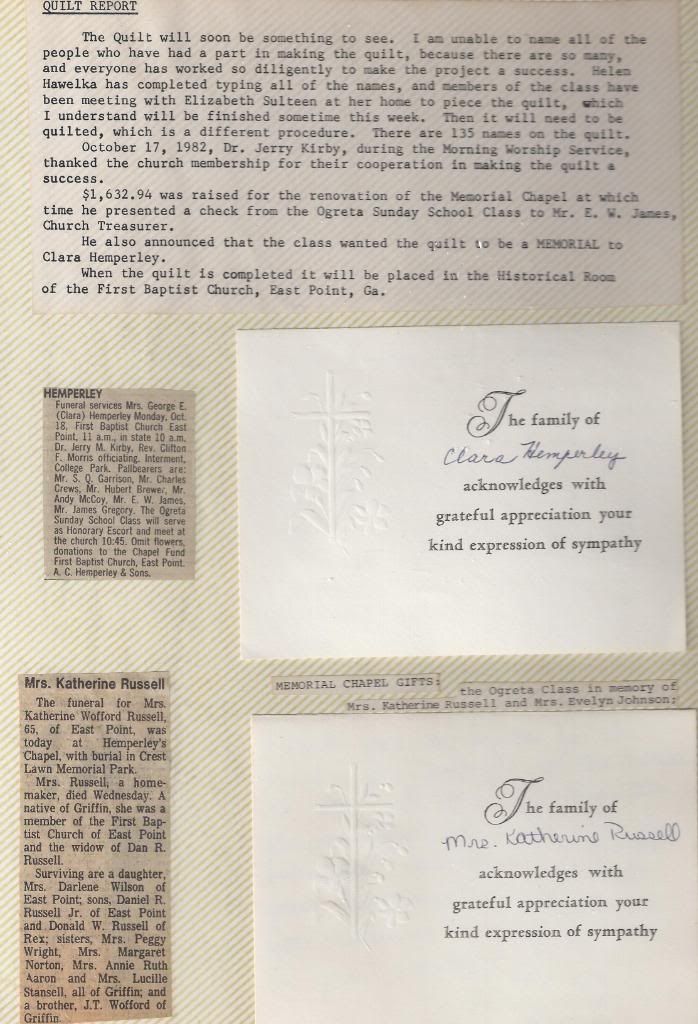 QUILT REPORT
The Quilt will soon be something to see. I am unable to name all of the
people who have had a part in making the quilt, because there are so many,
and everyone has worked so diligently to make the project a success. Helen
Hawelka has completed typing all of the names, and members of the class have
been meeting with Elizabeth Sulteen at her home to piece the quilt, which
I understand will be finished sometime this week. Then it will need to be
quilted, which is a different procedure. There are 135 names on the quilt.
October 17, 1982, Dr. Jerry Kirby, during the Morning Worship Service,
thanked the church membership for their cooperation in making the quilt a
success.
$1,632.94 was raised for the renovation of the Memorial Chapel at which
time he presented a check from the Ogreta Sunday School Class to Mr. E. W. James,
Church Treasurer.
He also announced that the class wanted the quilt to be a MEMORIAL to
Clara Hemperley.
When the quilt is completed it will be placed in the Historical Room
of the First Baptist Church, East Point, Ga.
HEMPERLEY
Funeral services Mrs. George E.
(Clara) Hemperley Monday, Oct.
18, First Baptist Church East
Point, 11 a.m., in state 10 a.m.
Dr. Jerry M. Kirby, Rev. Clifton
F. Morris officiating. Interment,
College Park. Pallbearers are:
Mr. S. Q. Garrison, Mr. Charles
Crews, Mr. Hubert Brewer, Mr.
Andy McCoy, Mr. E. W. James,
Mr. James Gregory. The Ogreta
Sunday School Class will serve
as Honorary Escort and meet at
the church 10:45. Omit flowers,
donations to the Chapel Fund
First Baptist Church, East Point.
A. C. Hemperley & Sons.
The family of
Clara Hemperley
acknowledges with
grateful appreciation your
kind expression of sympathy
Mrs. Katherine Russell
The funeral for Mrs.
Katherine Wofford Russell,
65, of East Point, was
today at Hemperley's
Chapel, with burial in Crest
Lawn Memorial Park.
Mrs. Russell, a home-
maker, died Wednesday. A
native of Griffin, she was a
member of the First Bap-
tist Church of East Point
and the widow of Dan R.
Russell.
Surviving are a daughter,
Mrs. Darlene Wilson of
East Point; sons, Daniel R.
Russell Jr. of East Point
and Donald W. Russell of
Rex; sisters, Mrs. Peggy
Wright, Mrs. Margaret
Norton, Mrs. Annie Ruth
Aaron and Mrs. Lucille
Stansell, all of Griffin; and
a brother, J.T. Wofford of
Griffin.
MEMORIAL CHAPEL GIFTS:
the Ogreta Class in memory of
Mrs. Katherine Russell and Mrs. Evelyn Johnson;
The family of
Mrs. Katherine Russell
acknowledges with
grateful appreciation your
kind expression of sympathy